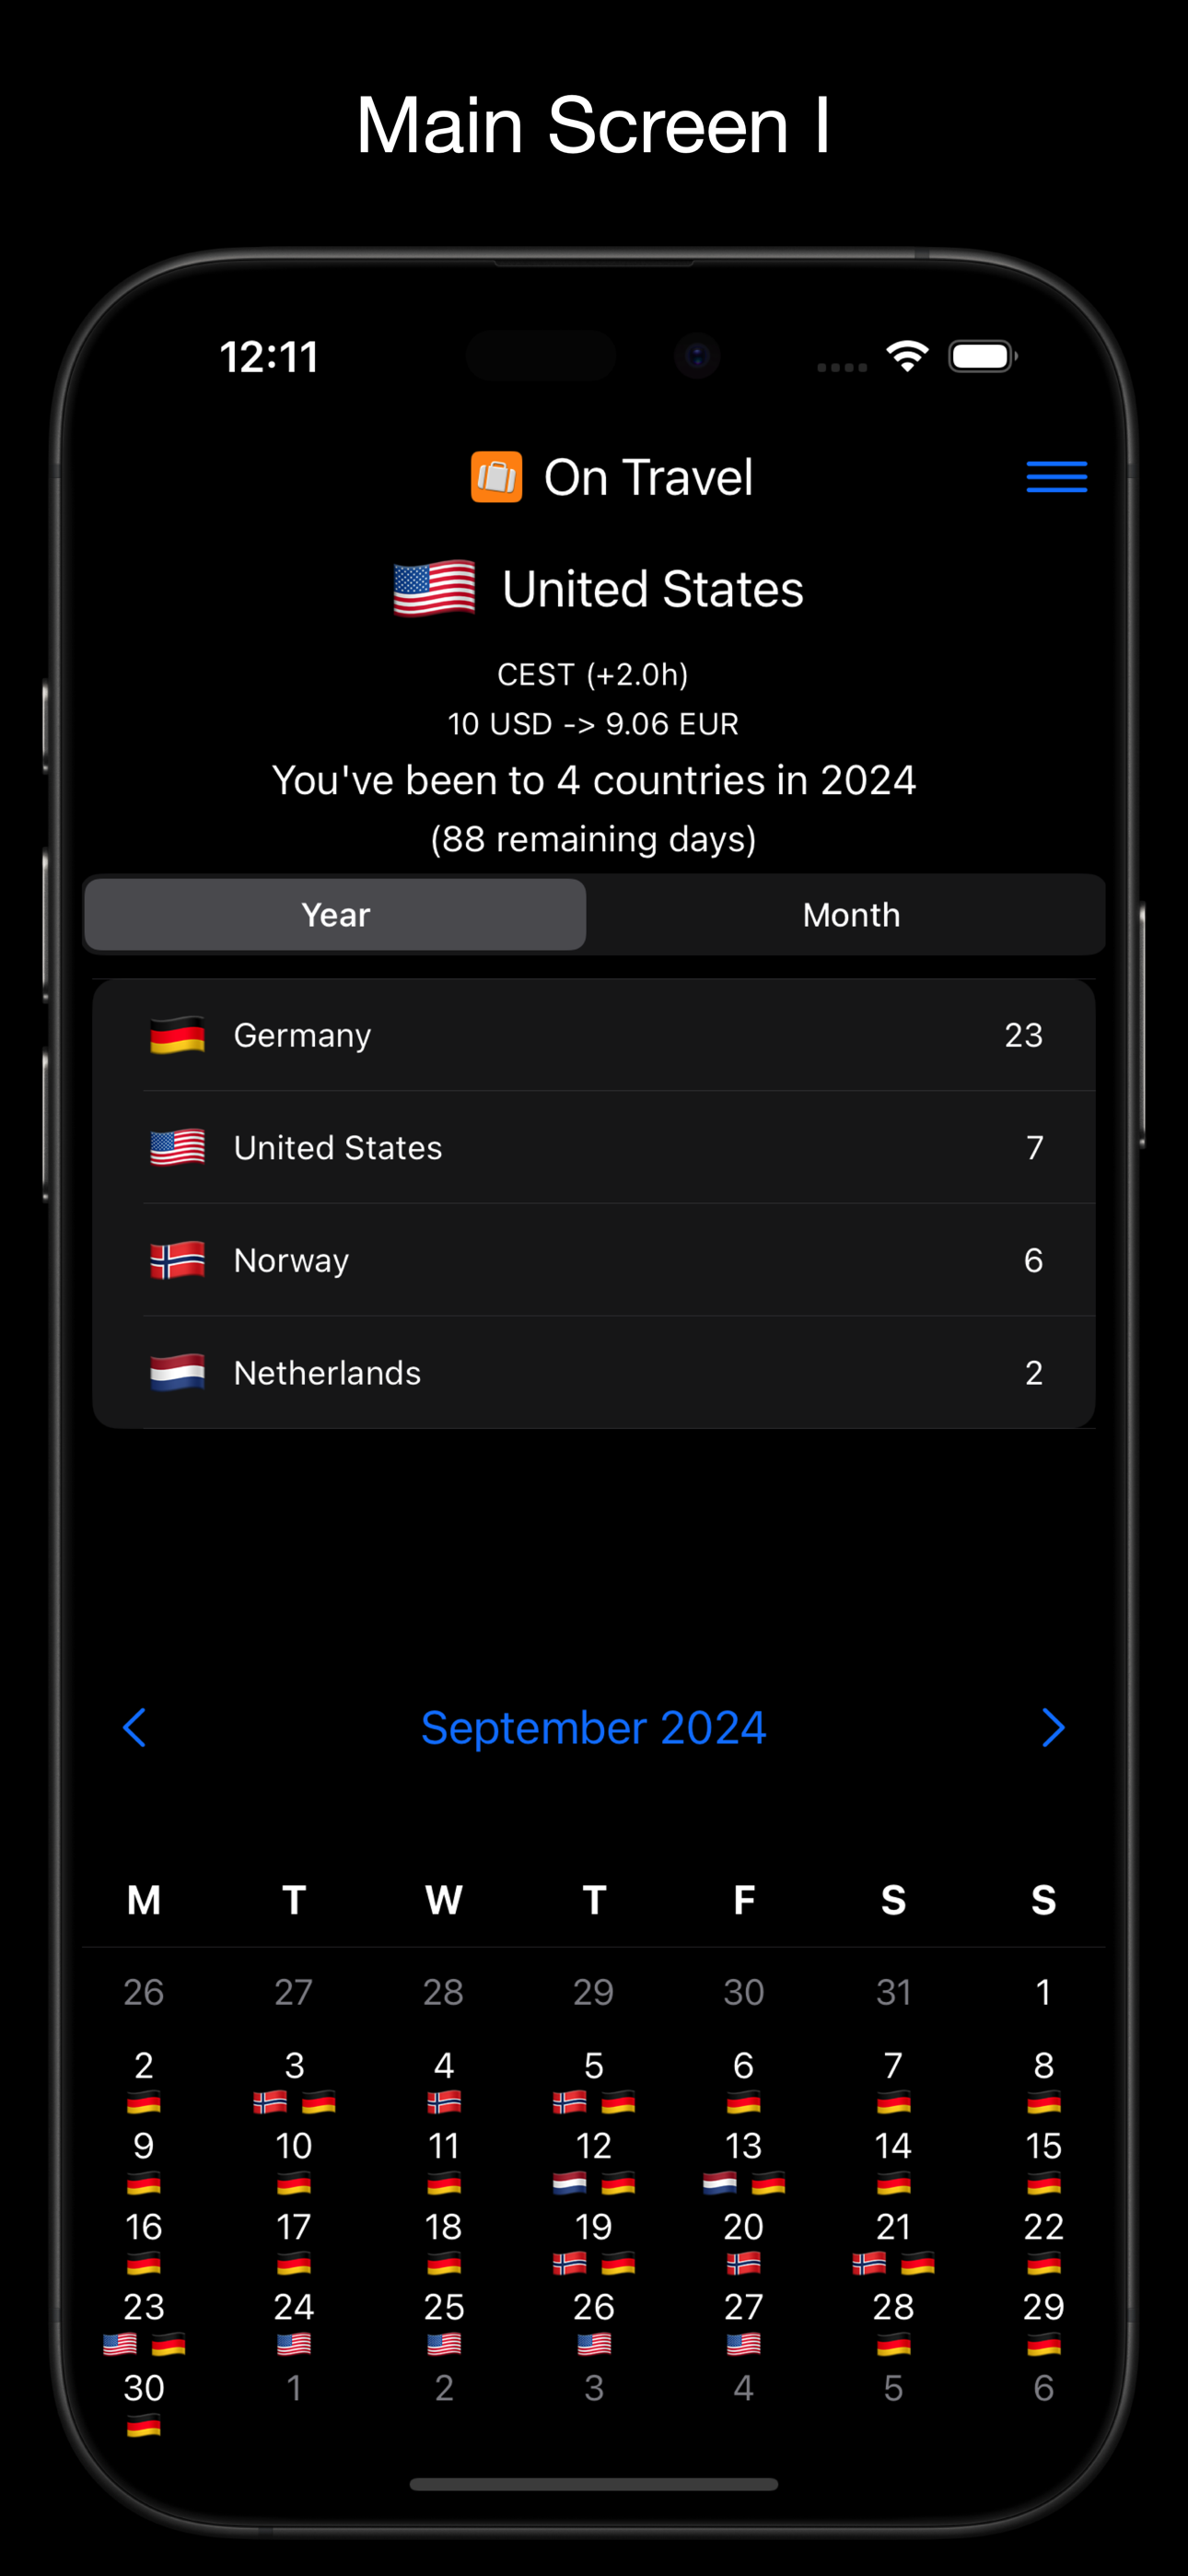 Main Screen I
12:11
On Travel
United States
CEST (+2.0h)
10 USD -> 9.06 EUR
You've been to 4 countries in 2024
(88 remaining days)
Year Month
Germany 23
United States 7
Norway 6
Netherlands 2
September 2024
M T W T F S S
26 27 28 29 30 31 1
2 3 4 5 6 7 8
9 10 11 12 13 14 15
16 17 18 19 20 21 22
23 24 25 26 27 28 29
30 1 2 3 4 5 6